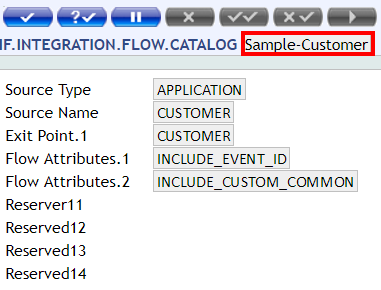 IF.INTEGRATION.FLOW.CATALOG Sample-Customer
Source Type APPLICATION
Source Name CUSTOMER
Exit Point.1 CUSTOMER
Flow Attributes.1 INCLUDE_EVENT_ID
Flow Attributes.2 INCLUDE_CUSTOM_COMMON
Reserver11
Reserved12
Reserved13
Reserved14